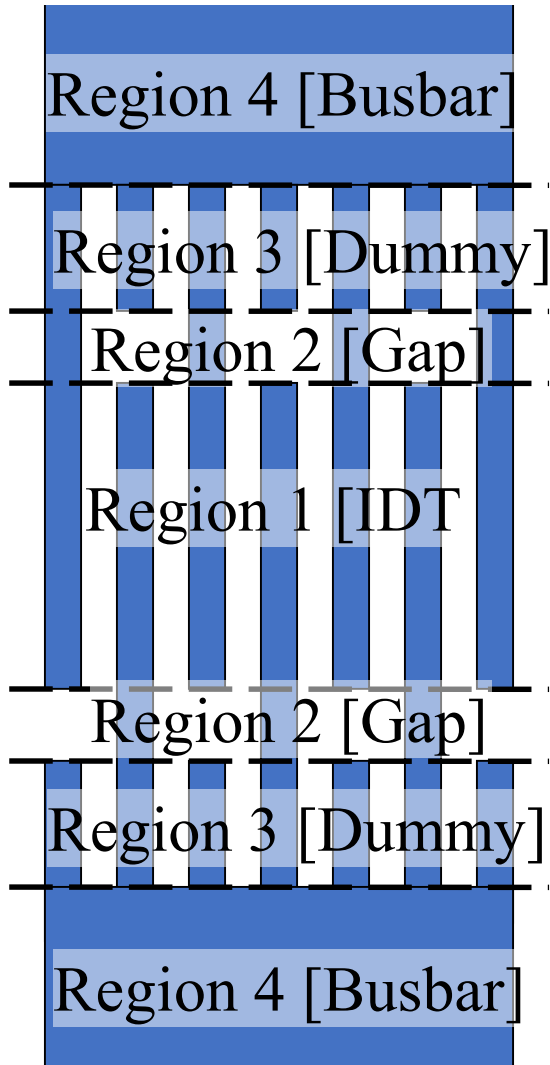 Region 4 [Busbar]
Region 3 [Dummy]
Region 2 [Gap]
Region 1 [IDT
Region 2 [Gap]
Region 3 [Dummy]
Region 4 [Busbar]